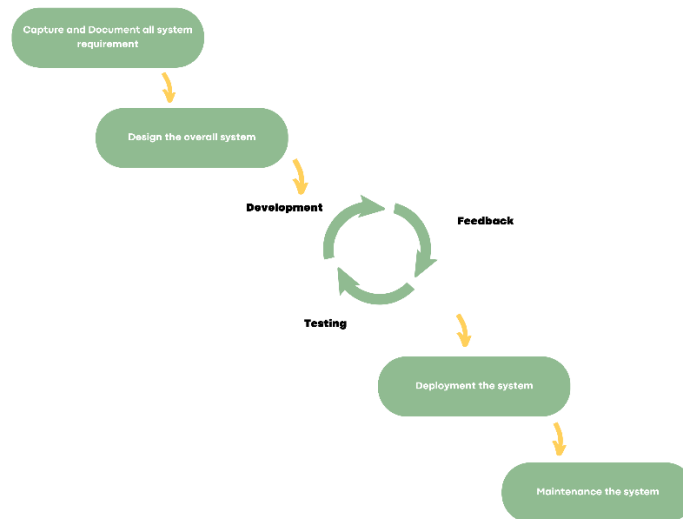 Capture and Document all system
requirement
Design the overall system
Development
Feedback
Testing
Deployment the system
Maintenance the system